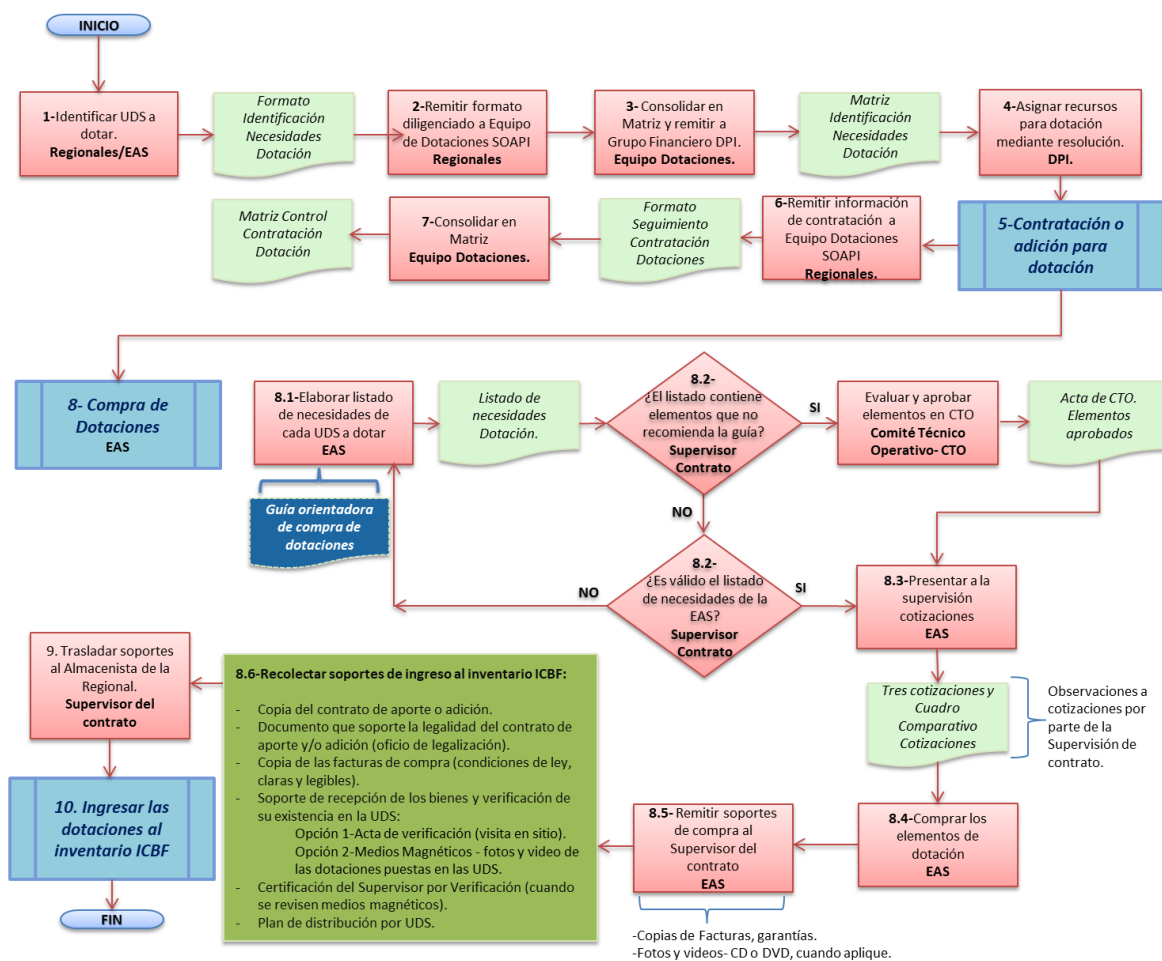 INICIO
1-Identificar UDS a
dotar.
Regionales/EAS
Formato
Identificación
Necesidades
Dotación
2-Remitir formato
diligenciado a Equipo
de Dotaciones SOAPI
Regionales
3- Consolidar en
Matriz y remitir a
Grupo Financiero DPI.
Equipo Dotaciones.
Matriz
Identificación
Necesidades
Dotación
4-Asignar recursos
para dotación
mediante resolución.
DPI.
5-Contratación o
adición para
dotación
6-Remitir información
de contratación a
Equipo Dotaciones
SOAPI
Regionales.
Formato
Seguimiento
Contratación
Dotaciones
7-Consolidar en
Matriz
Equipo Dotaciones.
Matriz Control
Contratación
Dotación
8- Compra de
Dotaciones
EAS
8.1-Elaborar listado
de necesidades de
cada UDS a dotar
EAS
Guía orientadora
de compra de
dotaciones
Listado de
necesidades
Dotación.
8.2-
¿El listado contiene
elementos que no
recomienda la guía?
Supervisor
Contrato
SI
Evaluar y aprobar
elementos en CTO
Comité Técnico
Operativo- CTO
Acta de CTO.
Elementos
aprobados
NO
8.2-
¿Es válido el listado
de necesidades de la
EAS?
Supervisor
Contrato
NO
SI
8.3-Presentar a la
supervisión
cotizaciones
EAS
Tres cotizaciones y
Cuadro
Comparativo
Cotizaciones
Observaciones a
cotizaciones por
parte de la
Supervisión de
contrato.
8.4-Comprar los
elementos de
dotación
EAS
8.5- Remitir soportes
de compra al
Supervisor del
contrato
EAS
-Copias de Facturas, garantías.
-Fotos y videos- CD o DVD, cuando aplique.
8.6-Recolectar soportes de ingreso al inventario ICBF:
- Copia del contrato de aporte o adición.
- Documento que soporte la legalidad del contrato de
aporte y/o adición (oficio de legalización).
- Copia de las facturas de compra (condiciones de ley,
claras y legibles).
- Soporte de recepción de los bienes y verificación de
su existencia en la UDS:
Opción 1-Acta de verificación (visita en sitio).
Opción 2-Medios Magnéticos - fotos y video de
las dotaciones puestas en las UDS.
- Certificación del Supervisor por Verificación (cuando
se revisen medios magnéticos).
- Plan de distribución por UDS.
9. Trasladar soportes
al Almacenista de la
Regional.
Supervisor del
contrato
10. Ingresar las
dotaciones al
inventario ICBF
FIN